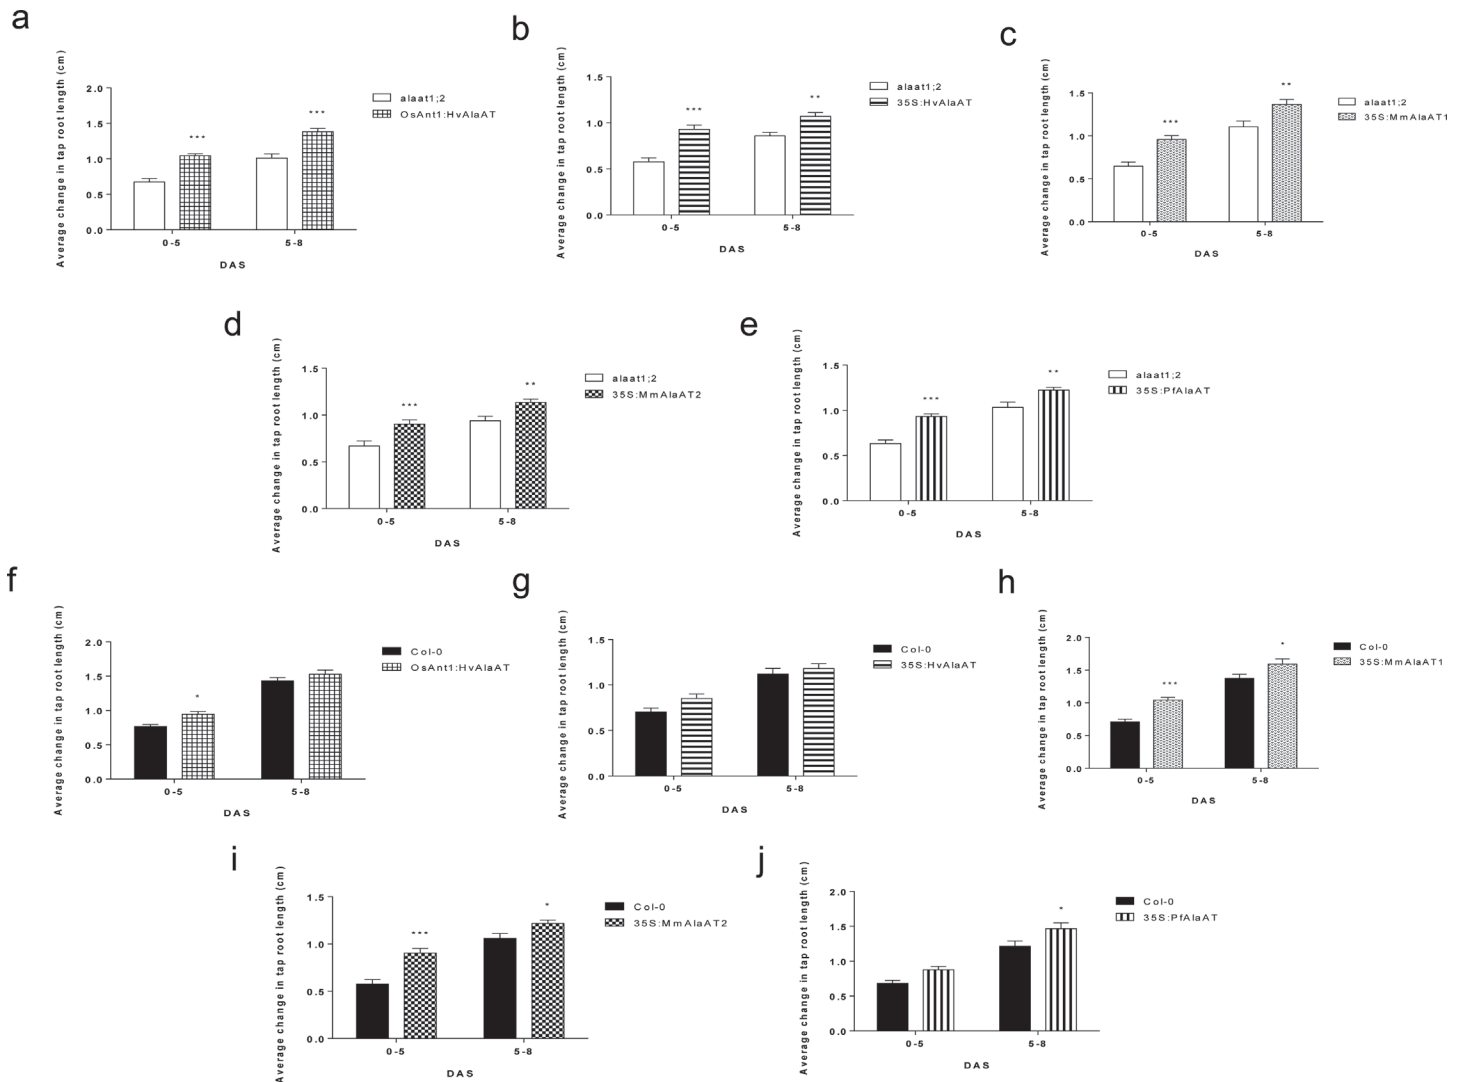 a
Average change in tap root length (cm)
2.0
1.5
1.0
0.5
0.0
***
***
0-5
5-8
DAS
alaat1;2
OsAnt1:HvAlaAT
b
Average change in tap root length (cm)
1.5
1.0
0.5
0.0
***
**
0-5
5-8
DAS
alaat1;2
35S:HvAlaAT
c
Average change in tap root length (cm)
1.5
1.0
0.5
0.0
***
**
0-5
5-8
DAS
alaat1;2
35S:MmAlaAT1
d
Average change in tap root length (cm)
1.5
1.0
0.5
0.0
***
**
0-5
5-8
DAS
alaat1;2
35S:MmAlaAT2
e
Average change in tap root length (cm)
1.5
1.0
0.5
0.0
***
**
0-5
5-8
DAS
alaat1;2
35S:PfAlaAT
f
Average change in tap root length (cm)
2.0
1.5
1.0
0.5
0.0
*
0-5
5-8
DAS
Col-0
OsAnt1:HvAlaAT
g
Average change in tap root length (cm)
1.5
1.0
0.5
0.0
0-5
5-8
DAS
Col-0
35S:HvAlaAT
h
Average change in tap root length (cm)
2.0
1.5
1.0
0.5
0.0
***
*
0-5
5-8
DAS
Col-0
35S:MmAlaAT1
i
Average change in tap root length (cm)
1.5
1.0
0.5
0.0
***
*
0-5
5-8
DAS
Col-0
35S:MmAlaAT2
j
Average change in tap root length (cm)
2.0
1.5
1.0
0.5
0.0
*
0-5
5-8
DAS
Col-0
35S:PfAlaAT